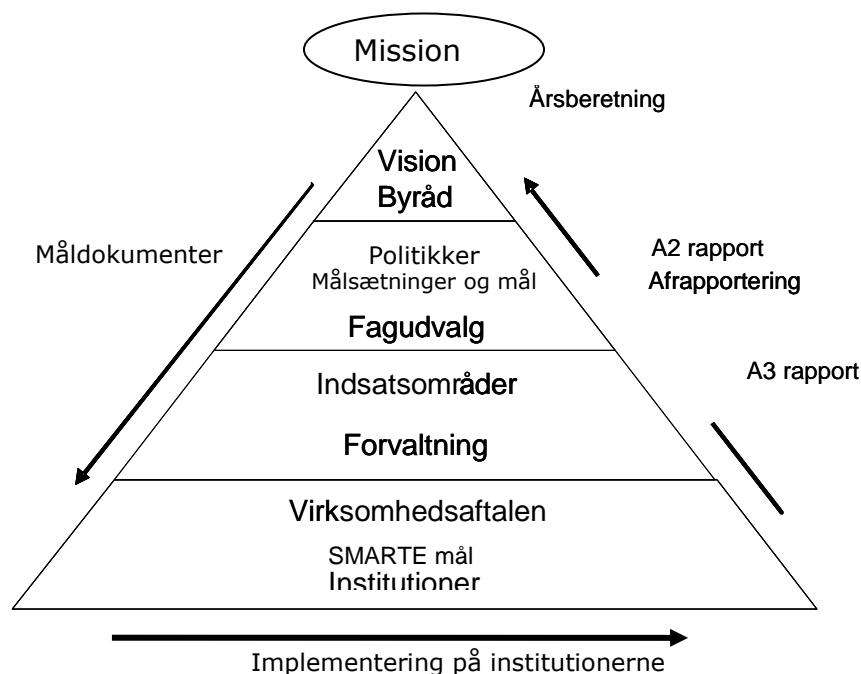 Mission
Årsberetning
Vision
Byråd
Måldokumenter
Politikker
Målsætninger og mål
A2 rapport
Afrapportering
Fagudvalg
A3 rapport
Indsatsområder
Forvaltning
Virksomhedsaftalen
SMARTE mål
Institutioner
Implementering på institutionerne